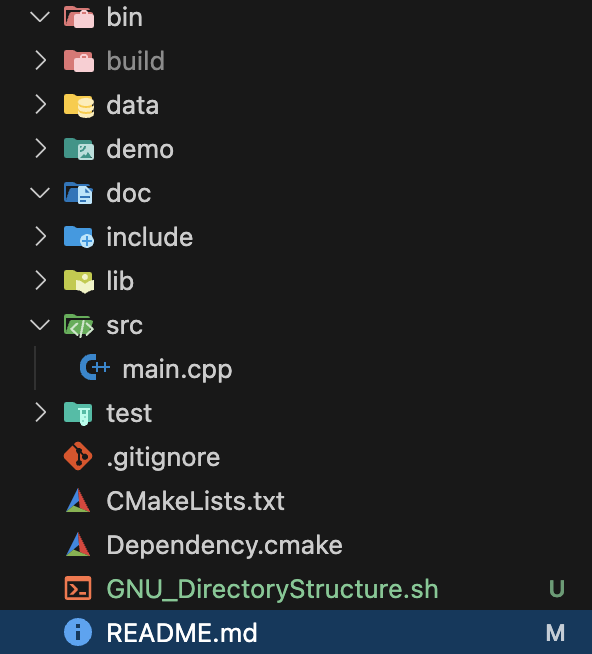 bin
build
data
demo
doc
include
lib
src
main.cpp
test
.gitignore
CMakeLists.txt
Dependency.cmake
GNU_DirectoryStructure.sh U
README.md M